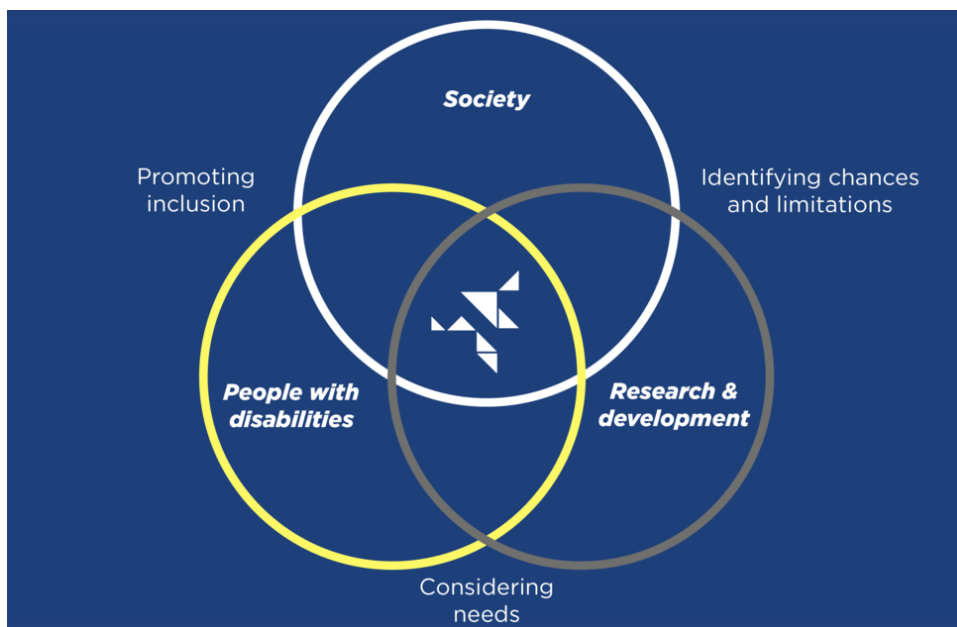 Society
Promoting
inclusion
Identifying chances
and limitations
People with
disabilities
Research &
development
Considering
needs